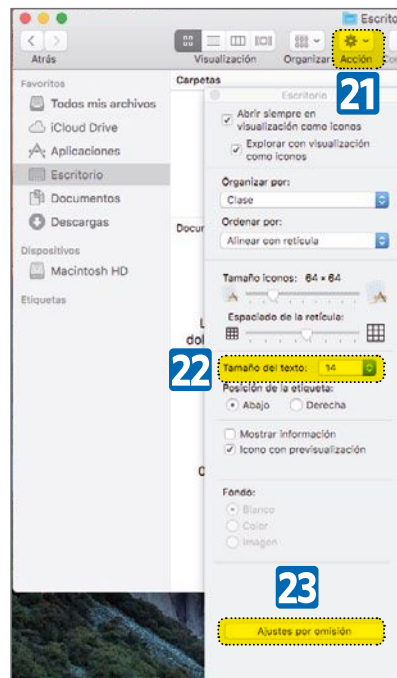 Escrito
Atrás
Visualización
Organizar
Acción
21
Favoritos
Todos mis archivos
iCloud Drive
Aplicaciones
Escritorio
Documentos
Descargas
Dispositivos
Macintosh HD
Etiquetas
Carpetas
Docur
Escritorio
Abrir siempre en
visualización como iconos
Explorar con visualización
como iconos
Organizar por:
Clase
Ordenar por:
Alinear con retícula
Tamaño iconos: 64 × 64
Espaciado de la retícula:
L
dol
22
Tamaño del texto: 14
Posición de la etiqueta:
Abajo Derecha
Mostrar información
Icono con previsualización
Fondo:
Blanco
Color
Imagen
23
Ajustes por omisión